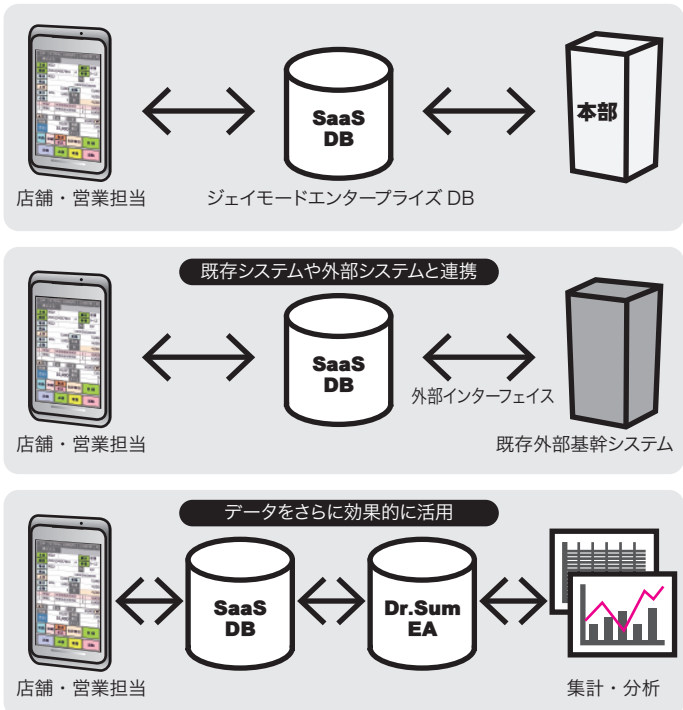 SaaS
DB
本部
店舗・営業担当
ジェイモードエンタープライズ DB
既存システムや外部システムと連携
SaaS
DB
外部インターフェイス
店舗・営業担当
既存外部基幹システム
データをさらに効果的に活用
SaaS
DB
Dr.Sum
EA
店舗・営業担当
集計・分析